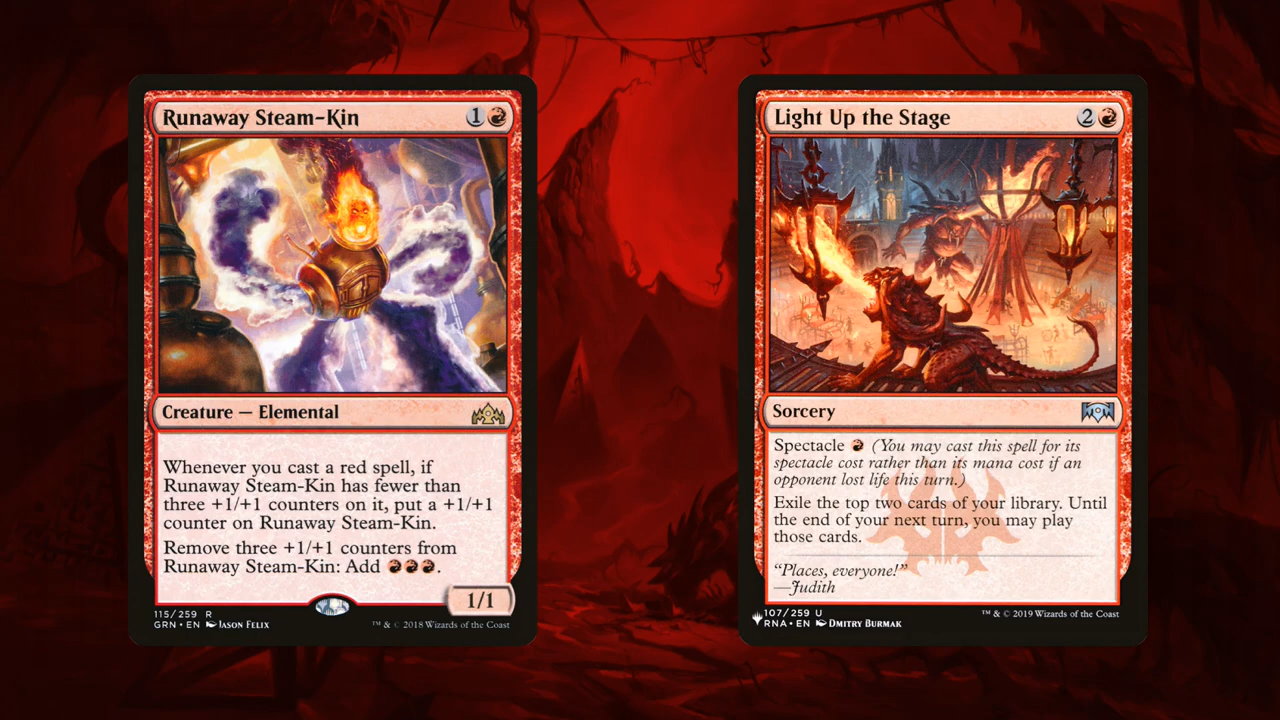 Runaway Steam-Kin 1
Creature — Elemental
Whenever you cast a red spell, if
Runaway Steam-Kin has fewer than
three +1/+1 counters on it, put a +1/+1
counter on Runaway Steam-Kin.
Remove three +1/+1 counters from
Runaway Steam-Kin: Add .
1/1
115/259 R
GRN • EN Jason Felix
™ & © 2018 Wizards of the Coast
Light Up the Stage 2
Sorcery
Spectacle (You may cast this spell for its
spectacle cost rather than its mana cost if an
opponent lost life this turn.)
Exile the top two cards of your library. Until
the end of your next turn, you may play
those cards.
“Places, everyone!”
—Judith
107/259 U
RNA • EN Dmitry Burmak
™ & © 2019 Wizards of the Coast